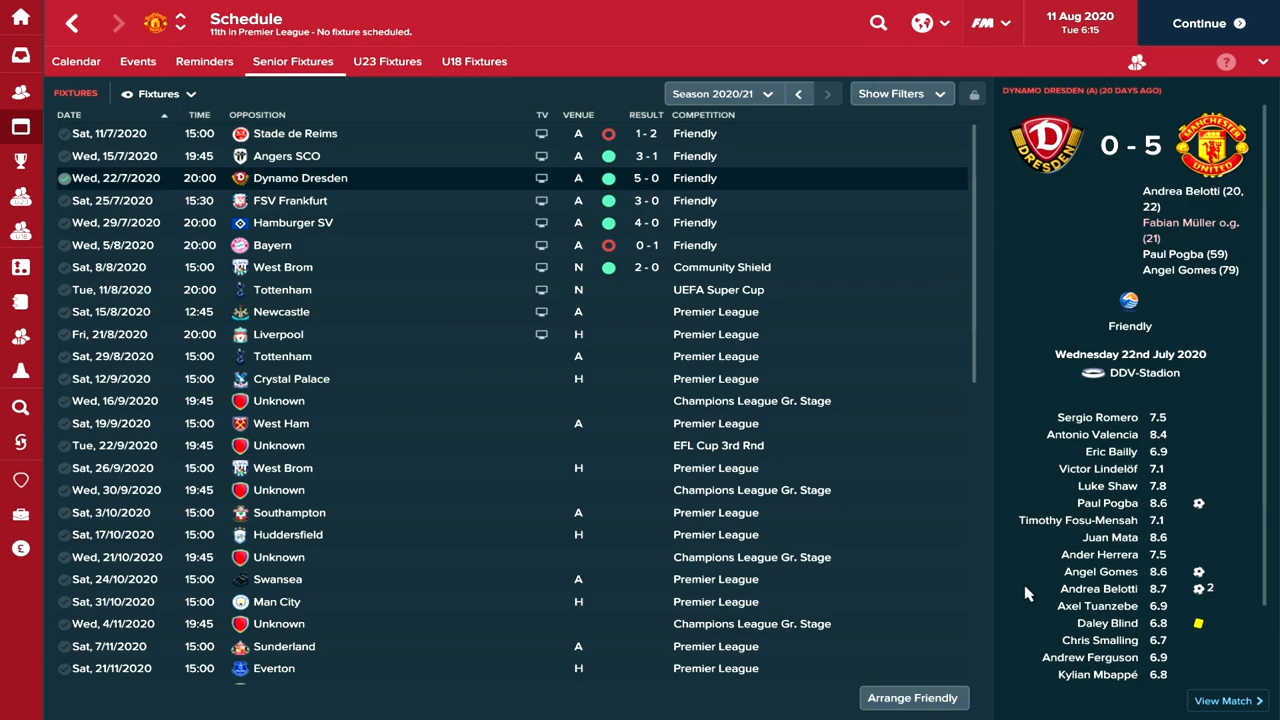 Schedule
11th in Premier League - No fixture scheduled.
FM
11 Aug 2020
Tue 6:15
Continue
Calendar Events Reminders Senior Fixtures U23 Fixtures U18 Fixtures
?
U23
U18
£
FIXTURES Fixtures Season 2020/21 Show Filters
DATE TIME OPPOSITION TV VENUE RESULT COMPETITION
Sat, 11/7/2020 15:00 Stade de Reims A 1 - 2 Friendly
Wed, 15/7/2020 19:45 Angers SCO A 3 - 1 Friendly
Wed, 22/7/2020 20:00 Dynamo Dresden A 5 - 0 Friendly
Sat, 25/7/2020 15:30 FSV Frankfurt A 3 - 0 Friendly
Wed, 29/7/2020 20:00 Hamburger SV A 4 - 0 Friendly
Wed, 5/8/2020 20:00 Bayern A 0 - 1 Friendly
Sat, 8/8/2020 15:00 West Brom N 2 - 0 Community Shield
Tue, 11/8/2020 20:00 Tottenham N UEFA Super Cup
Sat, 15/8/2020 12:45 Newcastle A Premier League
Fri, 21/8/2020 20:00 Liverpool H Premier League
Sat, 29/8/2020 15:00 Tottenham A Premier League
Sat, 12/9/2020 15:00 Crystal Palace H Premier League
Wed, 16/9/2020 19:45 Unknown Champions League Gr. Stage
Sat, 19/9/2020 15:00 West Ham A Premier League
Tue, 22/9/2020 19:45 Unknown EFL Cup 3rd Rnd
Sat, 26/9/2020 15:00 West Brom H Premier League
Wed, 30/9/2020 19:45 Unknown Champions League Gr. Stage
Sat, 3/10/2020 15:00 Southampton A Premier League
Sat, 17/10/2020 15:00 Huddersfield H Premier League
Wed, 21/10/2020 19:45 Unknown Champions League Gr. Stage
Sat, 24/10/2020 15:00 Swansea A Premier League
Sat, 31/10/2020 15:00 Man City H Premier League
Wed, 4/11/2020 19:45 Unknown Champions League Gr. Stage
Sat, 7/11/2020 15:00 Sunderland A Premier League
Sat, 21/11/2020 15:00 Everton H Premier League
Arrange Friendly
DYNAMO DRESDEN (A) (20 DAYS AGO)
D DRESDEN
0 - 5
MANCHESTER
UNITED
Andrea Belotti (20,
22)
Fabian Müller o.g.
(21)
Paul Pogba (59)
Angel Gomes (79)
Friendly
Wednesday 22nd July 2020
DDV-Stadion
Sergio Romero 7.5
Antonio Valencia 8.4
Eric Bailly 6.9
Victor Lindelöf 7.1
Luke Shaw 7.8
Paul Pogba 8.6
Timothy Fosu-Mensah 7.1
Juan Mata 8.6
Ander Herrera 7.5
Angel Gomes 8.6
Andrea Belotti 8.7 2
Axel Tuanzebe 6.9
Daley Blind 6.8
Chris Smalling 6.7
Andrew Ferguson 6.9
Kylian Mbappé 6.8
View Match